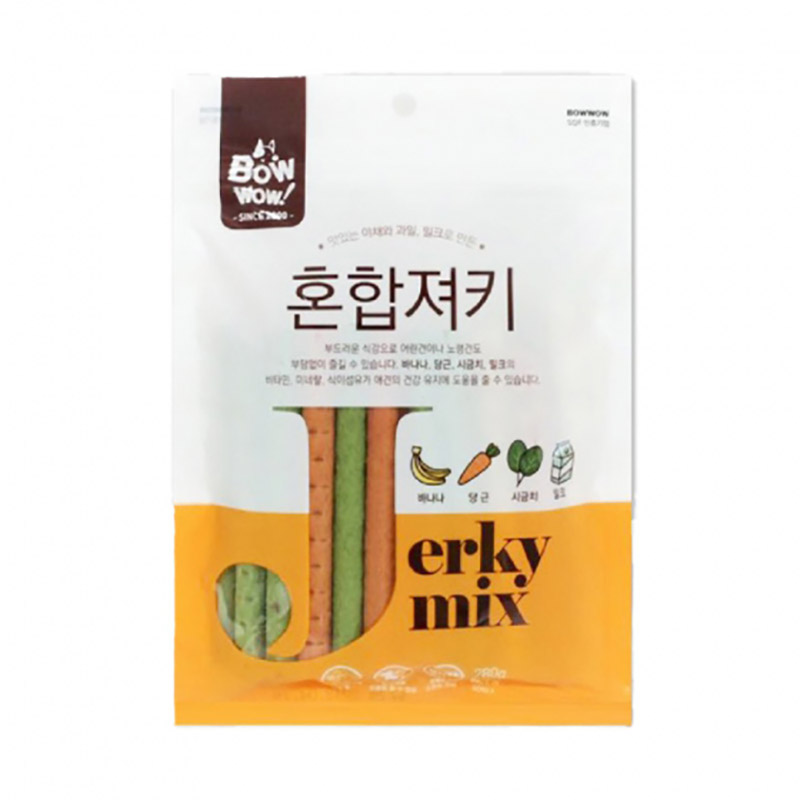 BOW
WOW!
BOWWOW
맛있는 야채와 과일, 밀크로 만든
혼합져키
부드러운 식감으로 어린견이나 노령견도
부담없이 즐길 수 있습니다. 바나나, 당근, 시금치, 밀크의
비타민, 미네랄, 식이섬유가 애견의 건강 유지에 도움을 줄 수 있습니다.
바나나 당근 시금치 밀크
Jerky
mix
280g